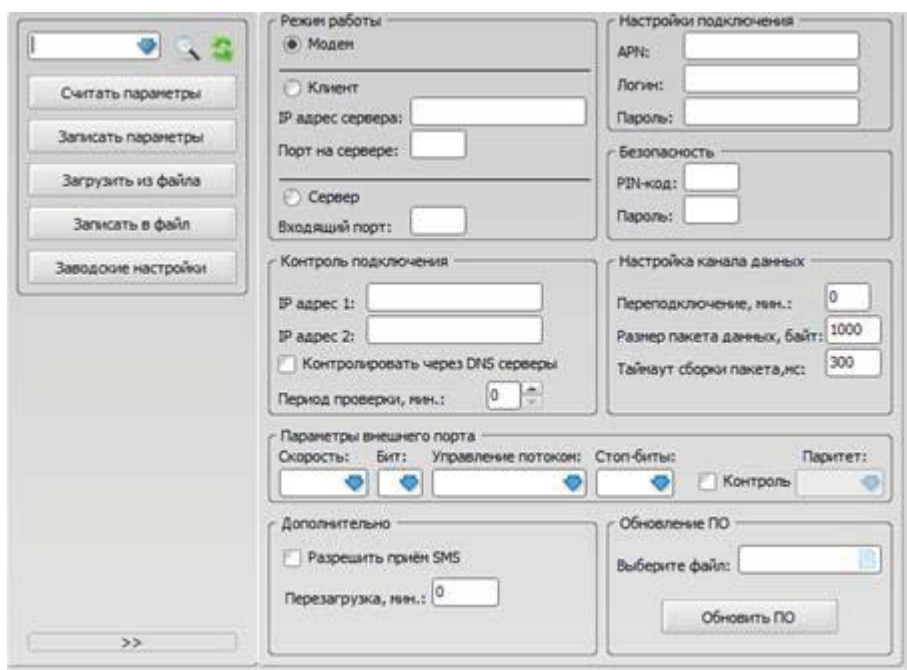 Считать параметры
Записать параметры
Загрузить из файла
Записать в файл
Заводские настройки
>>
Режим работы
Модем
Клиент
IP адрес сервера:
Порт на сервере:
Сервер
Входящий порт:
Настройки подключения
APN:
Логин:
Пароль:
Безопасность
PIN-код:
Пароль:
Контроль подключения
IP адрес 1:
IP адрес 2:
Контролировать через DNS серверы
Период проверки, мин.: 0
Настройка канала данных
Переподключение, мин.: 0
Размер пакета данных, байт: 1000
Таймаут сборки пакета,мс: 300
Параметры внешнего порта
Скорость: Бит: Управление потоком: Стоп-биты: Паритет:
Контроль
Дополнительно
Разрешить приём SMS
Перезагрузка, мин.: 0
Обновление ПО
Выберите файл:
Обновить ПО